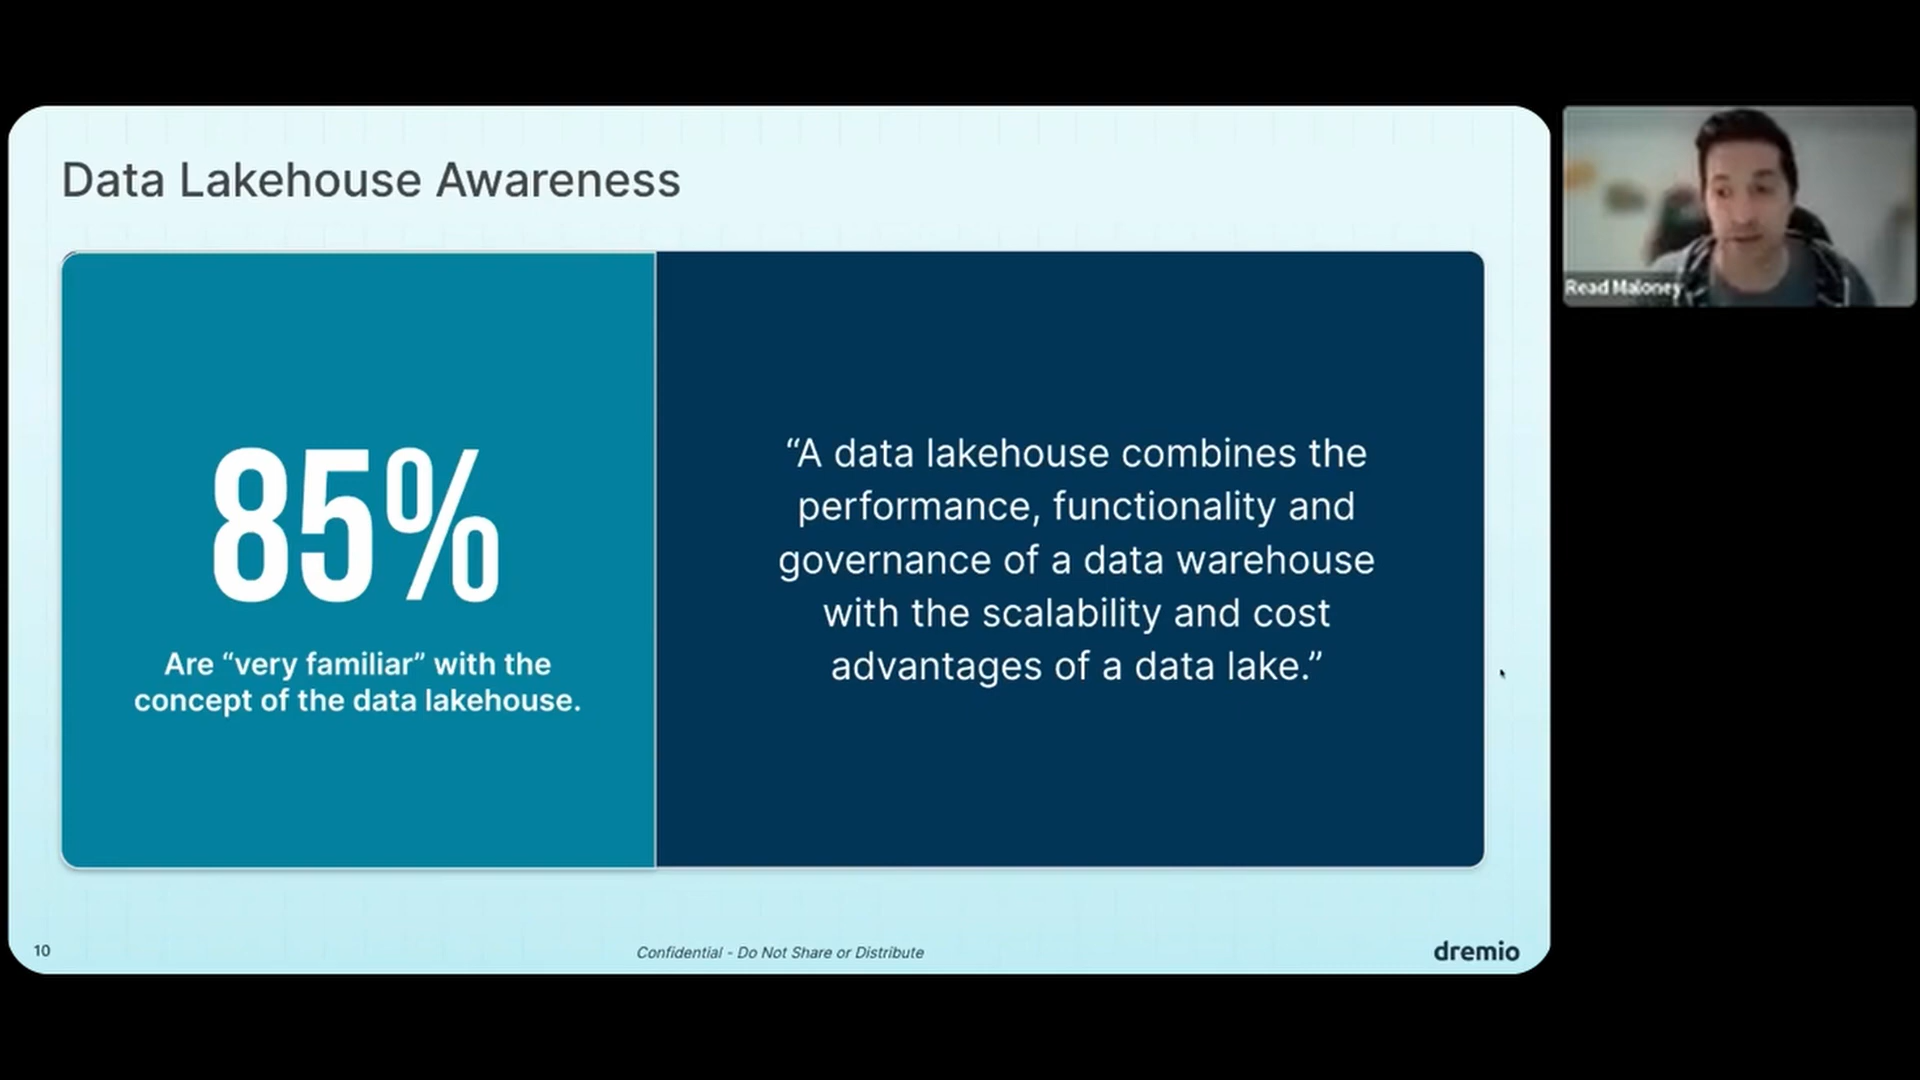 Data Lakehouse Awareness
85%
Are “very familiar” with the
concept of the data lakehouse.
“A data lakehouse combines the
performance, functionality and
governance of a data warehouse
with the scalability and cost
advantages of a data lake.”
10
Confidential - Do Not Share or Distribute
dremio
Read Maloney